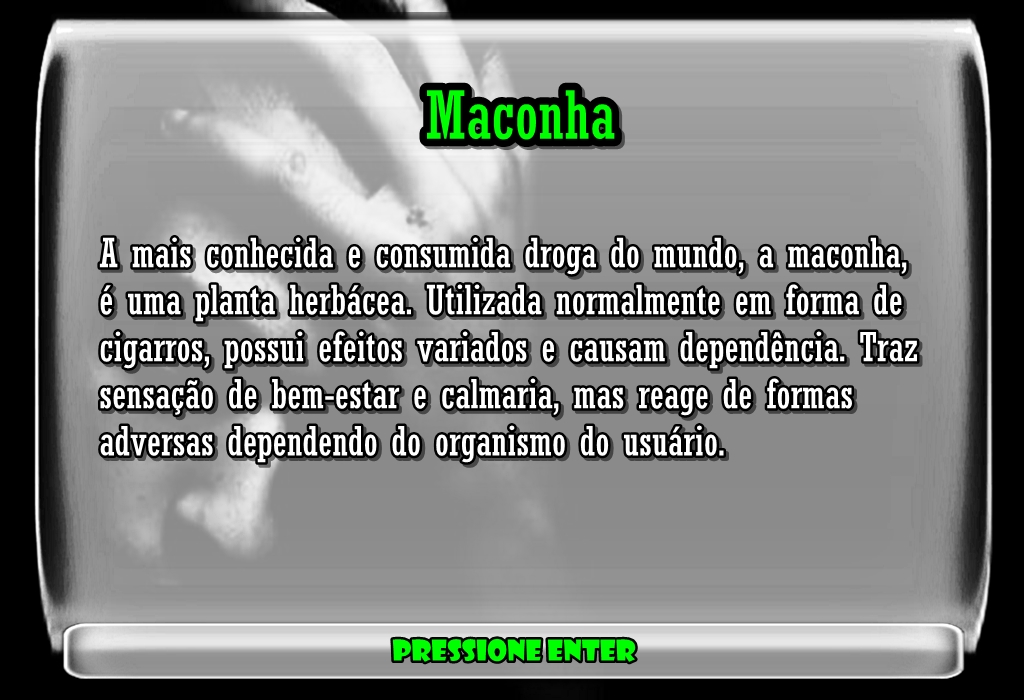 Maconha
A mais conhecida e consumida droga do mundo, a maconha,
é uma planta herbácea. Utilizada normalmente em forma de
cigarros, possui efeitos variados e causam dependência. Traz
sensação de bem-estar e calmaria, mas reage de formas
adversas dependendo do organismo do usuário.
PRESSIONE ENTER